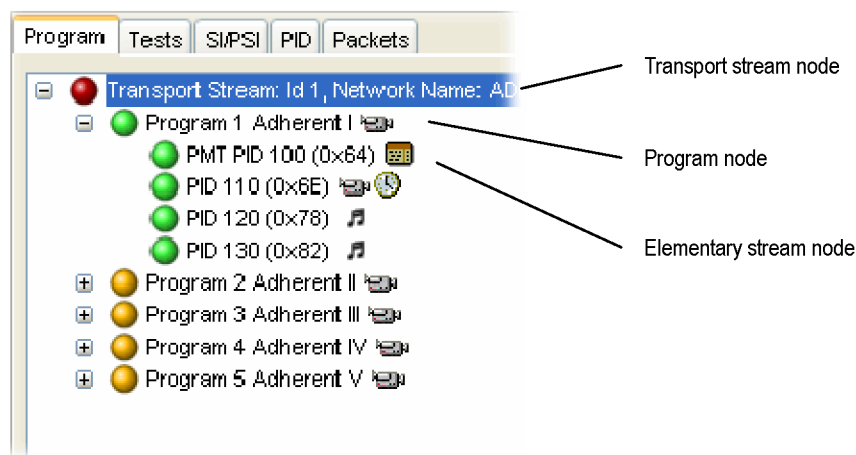 Program Tests SI/PSI PID Packets
Transport Stream: Id 1, Network Name: AD
Transport stream node
Program 1 Adherent I
Program node
PMT PID 100 (0x64)
PID 110 (0x6E)
PID 120 (0x78)
Elementary stream node
PID 130 (0x82)
Program 2 Adherent II
Program 3 Adherent III
Program 4 Adherent IV
Program 5 Adherent V